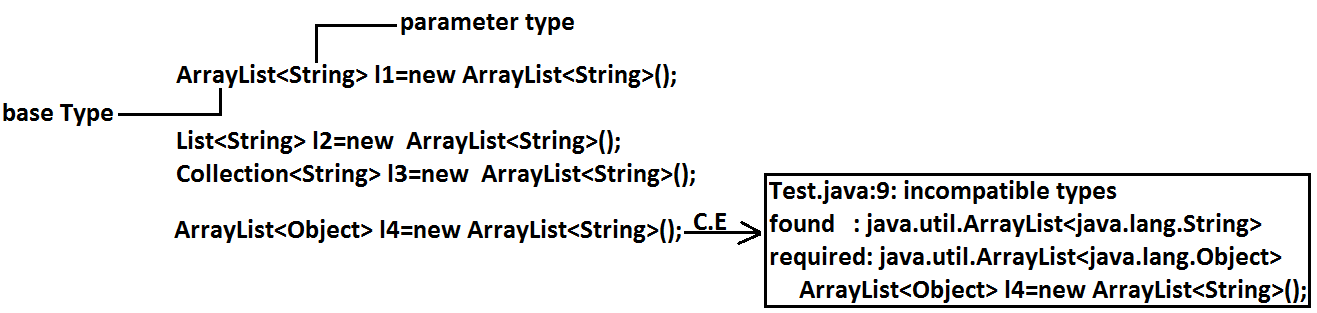 parameter type
ArrayList<String> l1=new ArrayList<String>();
base Type
List<String> l2=new  ArrayList<String>();
Collection<String> l3=new  ArrayList<String>();
ArrayList<Object> l4=new ArrayList<String>();
C.E
Test.java:9: incompatible types
found   : java.util.ArrayList<java.lang.String>
required: java.util.ArrayList<java.lang.Object>
ArrayList<Object> l4=new ArrayList<String>();